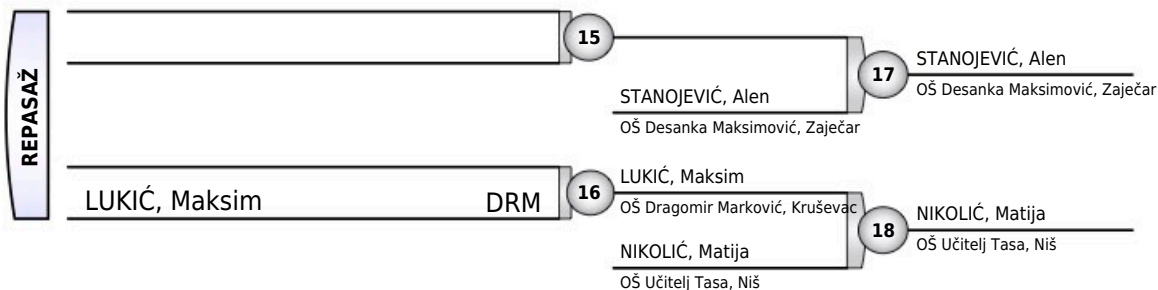 REPASAŽ
15
STANOJEVIĆ, Alen
OŠ Desanka Maksimović, Zaječar
17
STANOJEVIĆ, Alen
OŠ Desanka Maksimović, Zaječar
LUKIĆ, Maksim DRM
16
LUKIĆ, Maksim
OŠ Dragomir Marković, Kruševac
NIKOLIĆ, Matija
OŠ Učitelj Tasa, Niš
18
NIKOLIĆ, Matija
OŠ Učitelj Tasa, Niš